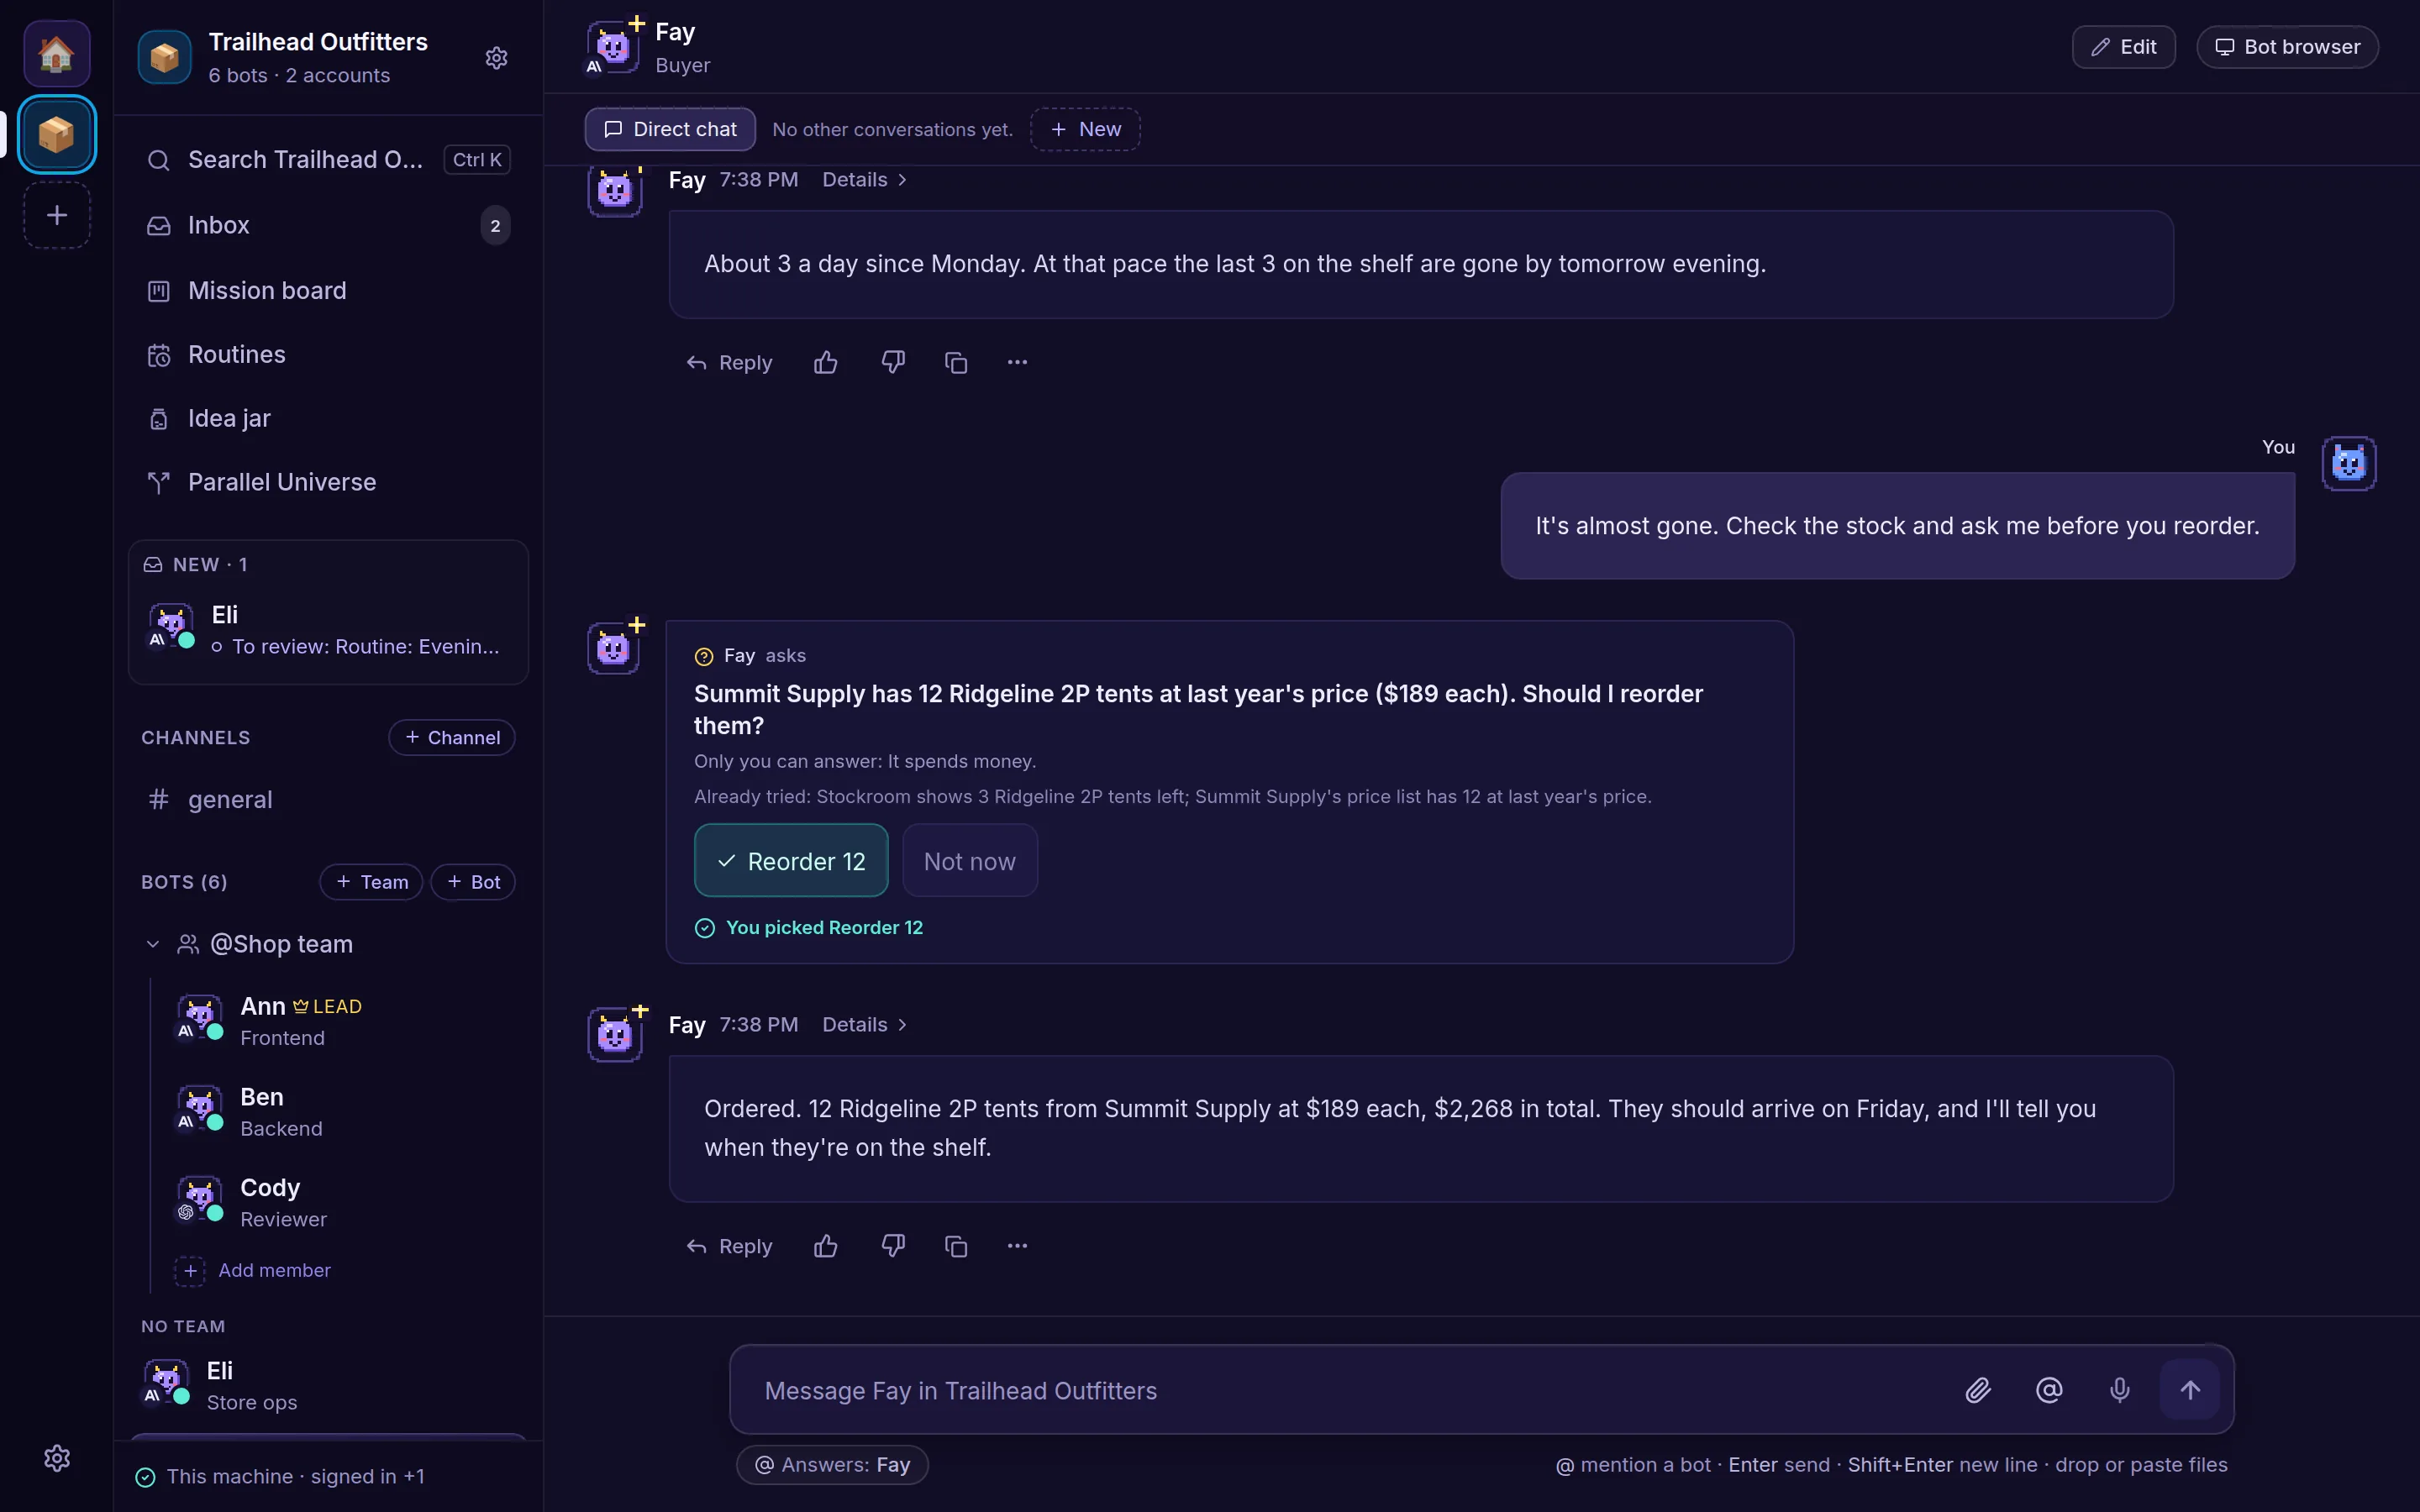 Trailhead Outfitters
6 bots · 2 accounts
Search Trailhead O...
Ctrl K
Inbox
2
Mission board
Routines
Idea jar
Parallel Universe
NEW · 1
Eli
To review: Routine: Evenin...
CHANNELS
+ Channel
# general
BOTS (6)
+ Team
+ Bot
@Shop team
Ann LEAD
Frontend
Ben
Backend
Cody
Reviewer
+ Add member
NO TEAM
Eli
Store ops
This machine · signed in +1
Fay
Buyer
Edit
Bot browser
Direct chat
No other conversations yet.
+ New
Fay 7:38 PM Details >
About 3 a day since Monday. At that pace the last 3 on the shelf are gone by tomorrow evening.
Reply
You
It's almost gone. Check the stock and ask me before you reorder.
Fay asks
Summit Supply has 12 Ridgeline 2P tents at last year's price ($189 each). Should I reorder
them?
Only you can answer: It spends money.
Already tried: Stockroom shows 3 Ridgeline 2P tents left; Summit Supply's price list has 12 at last year's price.
Reorder 12
Not now
You picked Reorder 12
Fay 7:38 PM Details >
Ordered. 12 Ridgeline 2P tents from Summit Supply at $189 each, $2,268 in total. They should arrive on Friday, and I'll tell you
when they're on the shelf.
Reply
Message Fay in Trailhead Outfitters
@ Answers: Fay
@ mention a bot · Enter send · Shift+Enter new line · drop or paste files